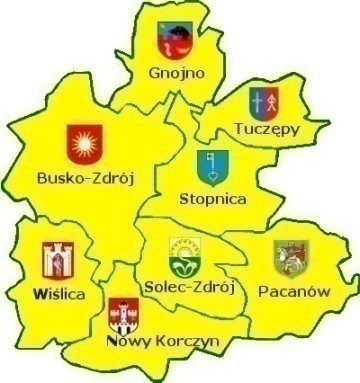 Gnojno
Tuczępy
Busko-Zdrój
Stopnica
Wiślica
Solec-Zdrój
Pacanów
Nowy Korczyn